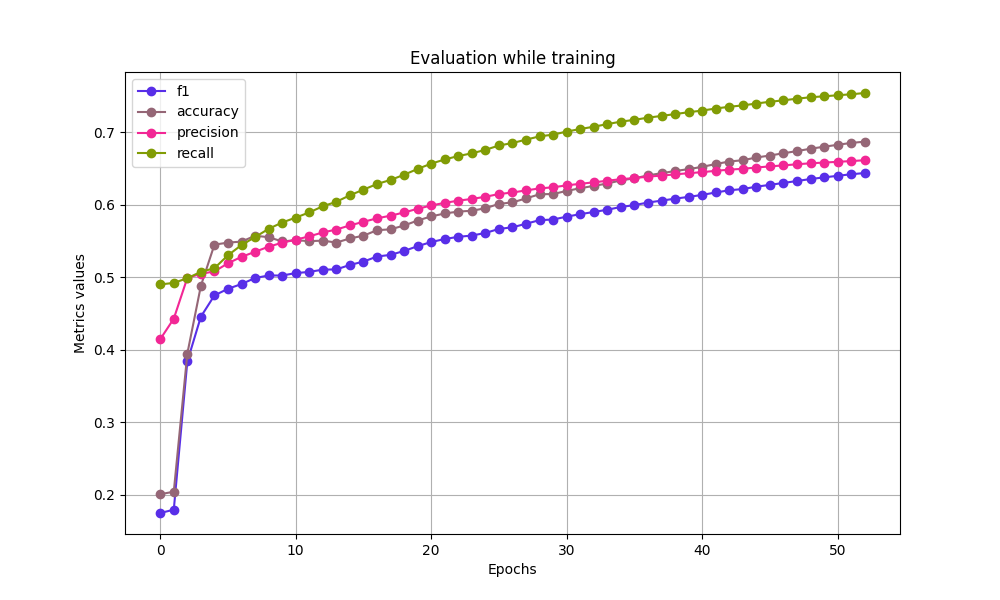 Evaluation while training
f1
accuracy
precision
recall
Metrics values
0.7
0.6
0.5
0.4
0.3
0.2
0 10 20 30 40 50
Epochs